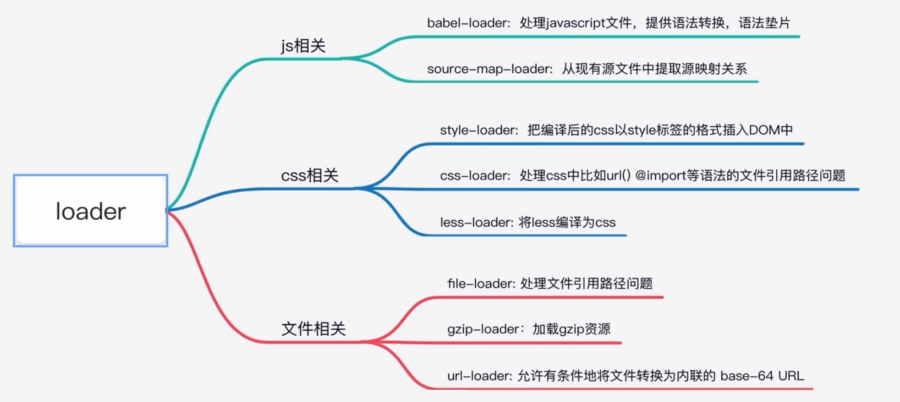 loader
js相关
babel-loader: 处理javascript文件，提供语法转换，语法垫片
source-map-loader: 从现有源文件中提取源映射关系
css相关
style-loader: 把编译后的css以style标签的格式插入DOM中
css-loader: 处理css中比如url() @import等语法的文件引用路径问题
less-loader: 将less编译为css
文件相关
file-loader: 处理文件引用路径问题
gzip-loader：加载gzip资源
url-loader: 允许有条件地将文件转换为内联的 base-64 URL